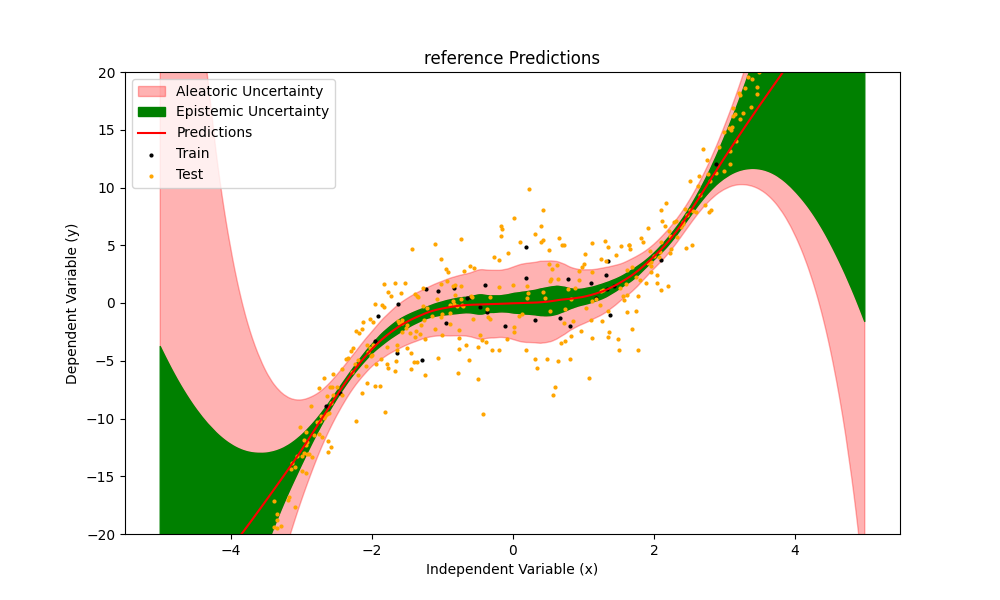 reference Predictions
Aleatoric Uncertainty
Epistemic Uncertainty
Predictions
Train
Test
Dependent Variable (y)
20
15
10
5
0
−5
−10
−15
−20
−4
−2
0
2
4
Independent Variable (x)